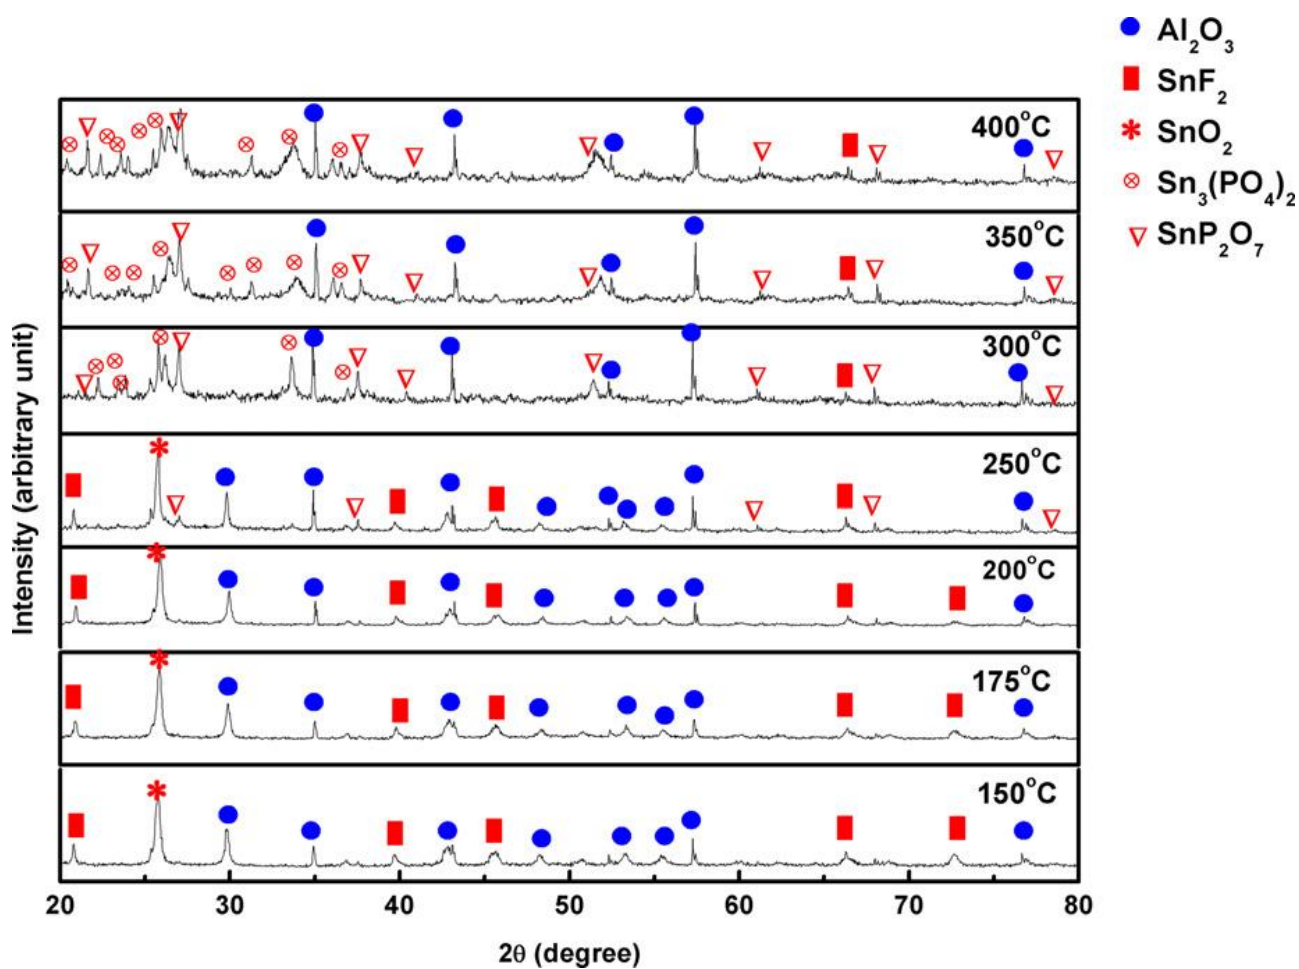 Al₂O₃
SnF₂
SnO₂
Sn₃(PO₄)₂
SnP₂O₇
400°C
350°C
300°C
250°C
200°C
175°C
150°C
Intensity (arbitrary unit)
20 30 40 50 60 70 80
2θ (degree)